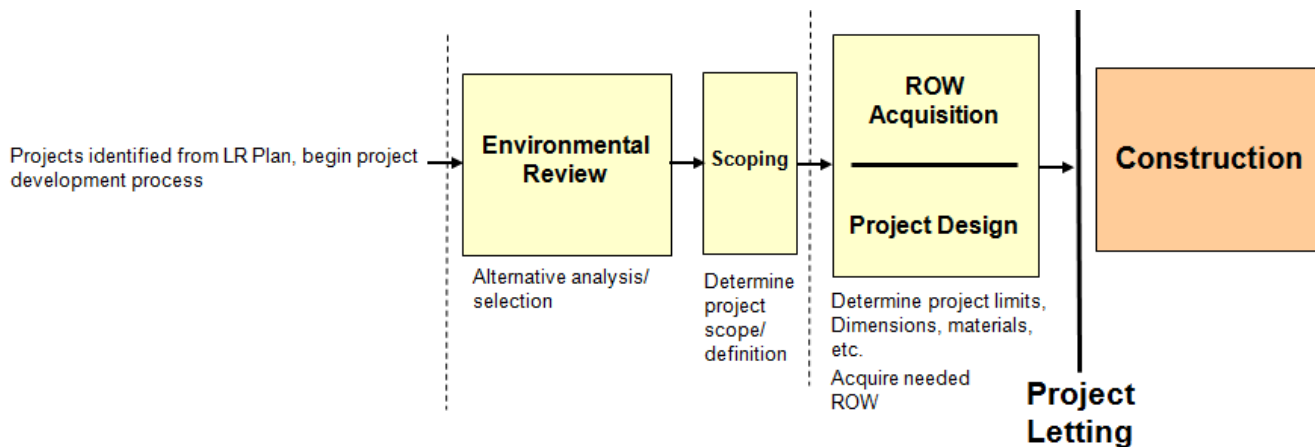 Projects identified from LR Plan, begin project
development process
Environmental
Review
Alternative analysis/
selection
Scoping
Determine
project
scope/
definition
ROW
Acquisition
Project Design
Determine project limits,
Dimensions, materials,
etc.
Acquire needed
ROW
Project
Letting
Construction